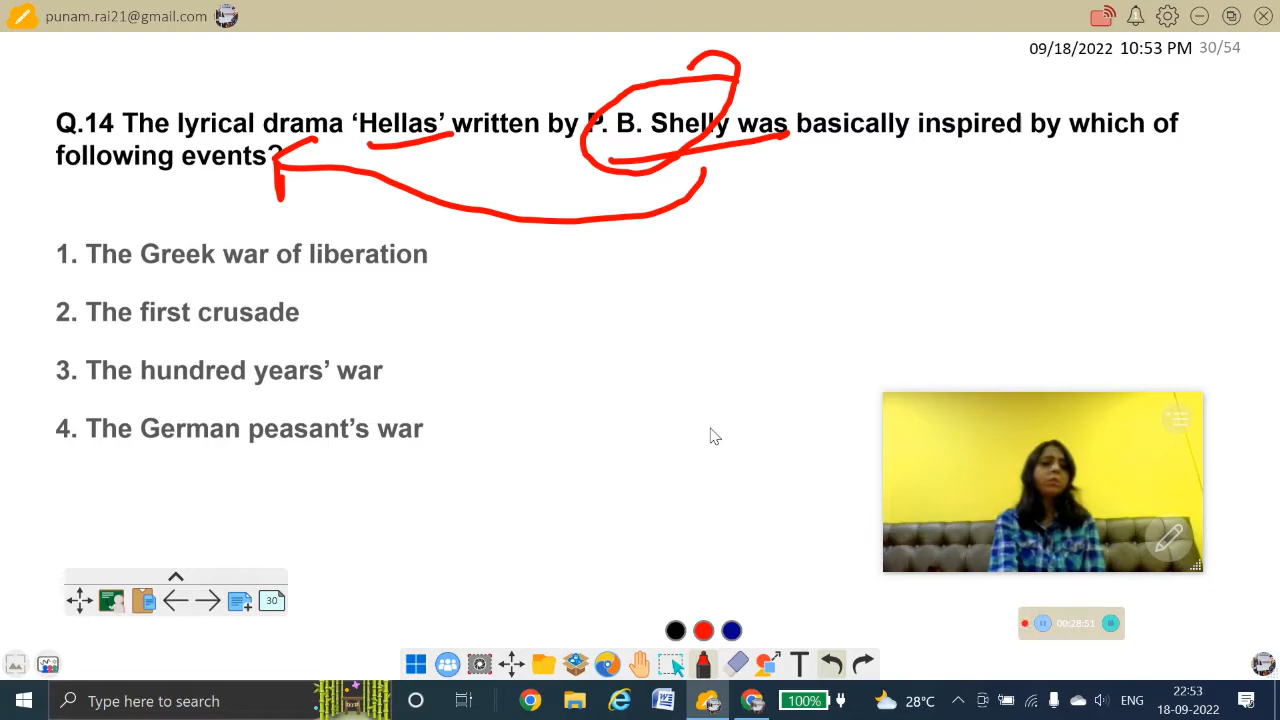 punam.rai21@gmail.com
09/18/2022 10:53 PM 30/54
Q.14 The lyrical drama ‘Hellas’ written by P. B. Shelly was basically inspired by which of
following events?
1. The Greek war of liberation
2. The first crusade
3. The hundred years’ war
4. The German peasant’s war
30
00:28:51
T
Type here to search
100%
28°C
ENG
22:53
18-09-2022